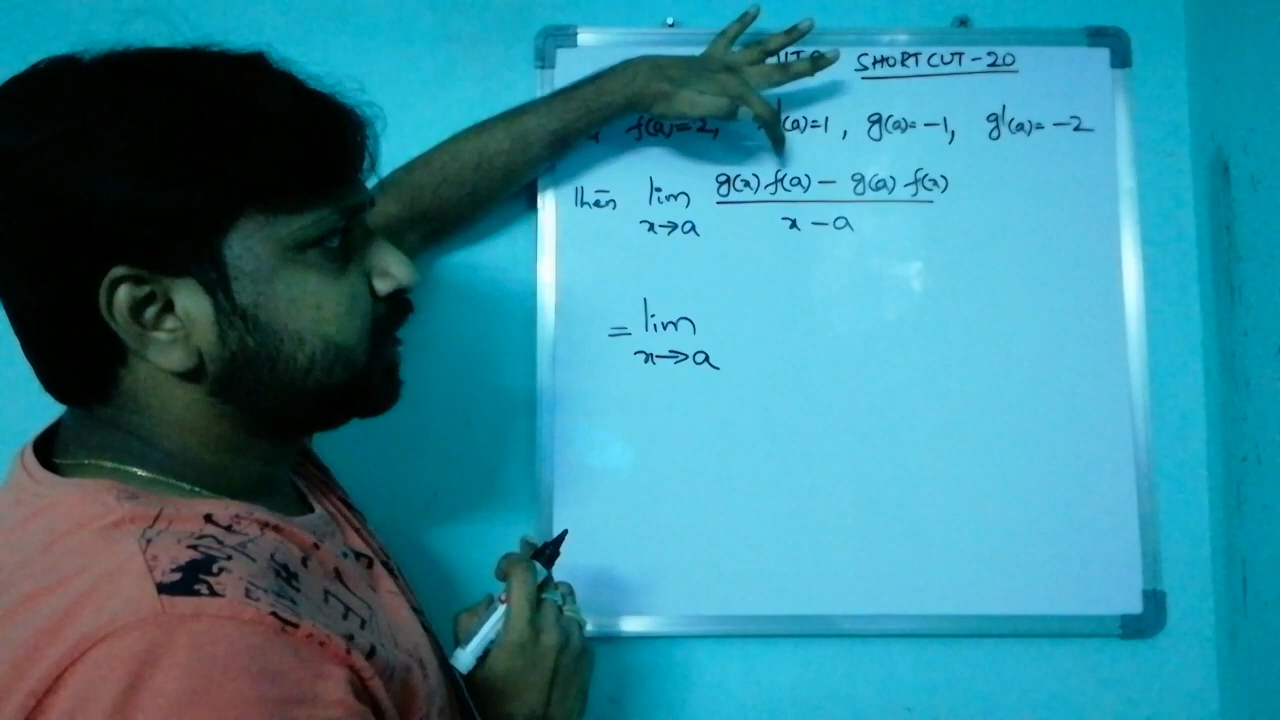 SHORTCUT-20
f(a)=2, (a)=1, g(a)=-1, g'(a)=-2
Then lim g(x) f(a) - g(a) f(x)
x→a x-a
= lim
x→a